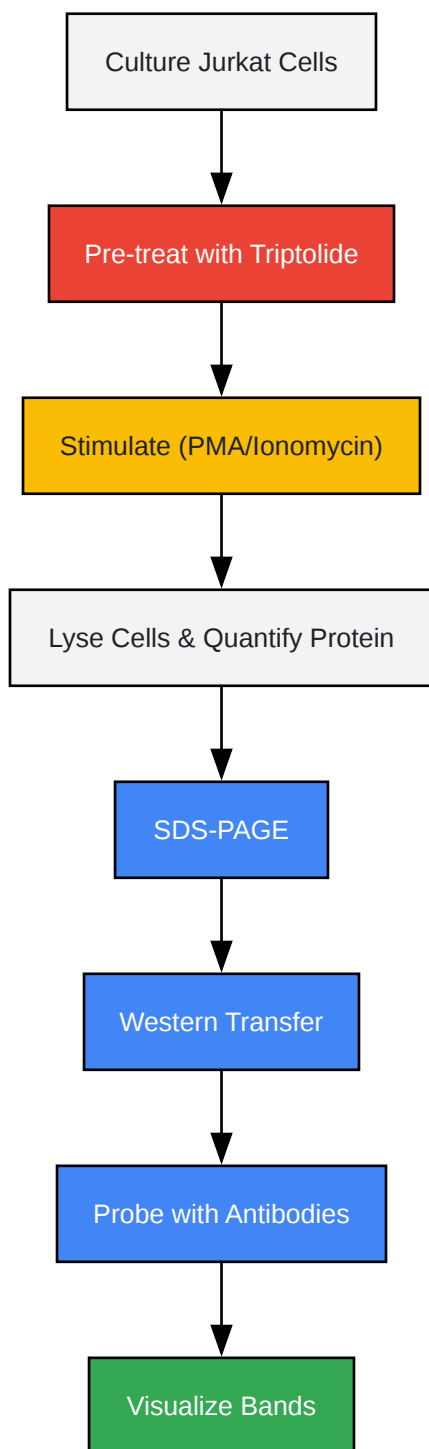 Culture Jurkat Cells
Pre-treat with Triptolide
Stimulate (PMA/Ionomycin)
Lyse Cells & Quantify Protein
SDS-PAGE
Western Transfer
Probe with Antibodies
Visualize Bands